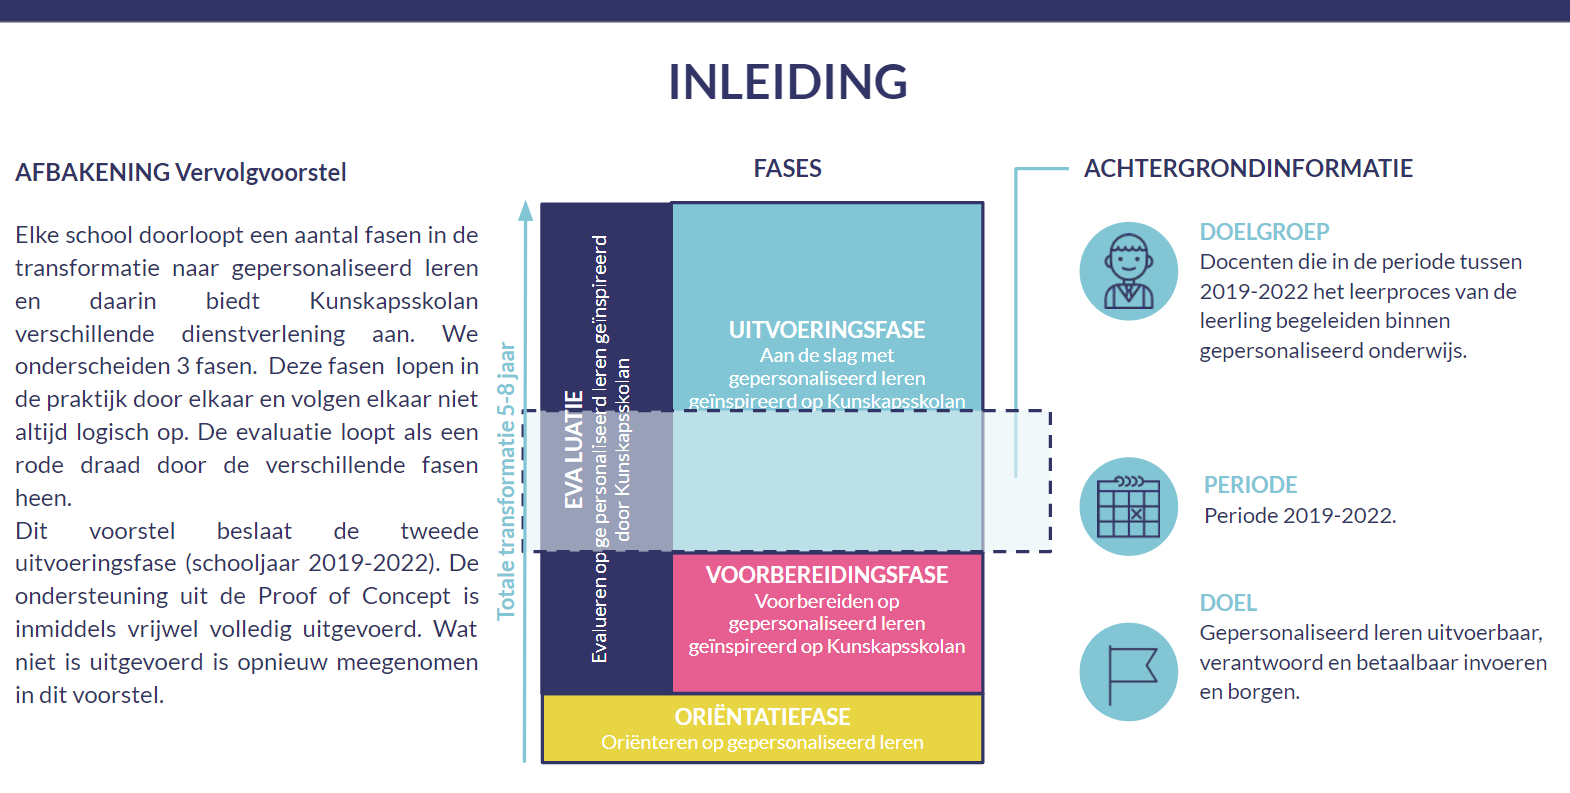 INLEIDING
AFBAKENING Vervolgvoorstel
Elke school doorloopt een aantal fasen in de
transformatie naar gepersonaliseerd leren
en daarin biedt Kunskapsskolan
verschillende dienstverlening aan. We
onderscheiden 3 fasen. Deze fasen lopen in
de praktijk door elkaar en volgen elkaar niet
altijd logisch op. De evaluatie loopt als een
rode draad door de verschillende fasen
heen.
Dit voorstel beslaat de tweede
uitvoeringsfase (schooljaar 2019-2022). De
ondersteuning uit de Proof of Concept is
inmiddels vrijwel volledig uitgevoerd. Wat
niet is uitgevoerd is opnieuw meegenomen
in dit voorstel.
FASES
Totale transformatie 5-8 jaar
EVA LUATIE
Evalueren op ge personaliseerd leren geïnspireerd
door Kunskapsskolan
UITVOERINGSFASE
Aan de slag met
gepersonaliseerd leren
geïnspireerd op Kunskapsskolan
VOORBEREIDINGSFASE
Voorbereiden op
gepersonaliseerd leren
geïnspireerd op Kunskapsskolan
ORIËNTATIEFASE
Oriënteren op gepersonaliseerd leren
ACHTERGRONDINFORMATIE
DOELGROEP
Docenten die in de periode tussen
2019-2022 het leerproces van de
leerling begeleiden binnen
gepersonaliseerd onderwijs.
PERIODE
Periode 2019-2022.
DOEL
Gepersonaliseerd leren uitvoerbaar,
verantwoord en betaalbaar invoeren
en borgen.